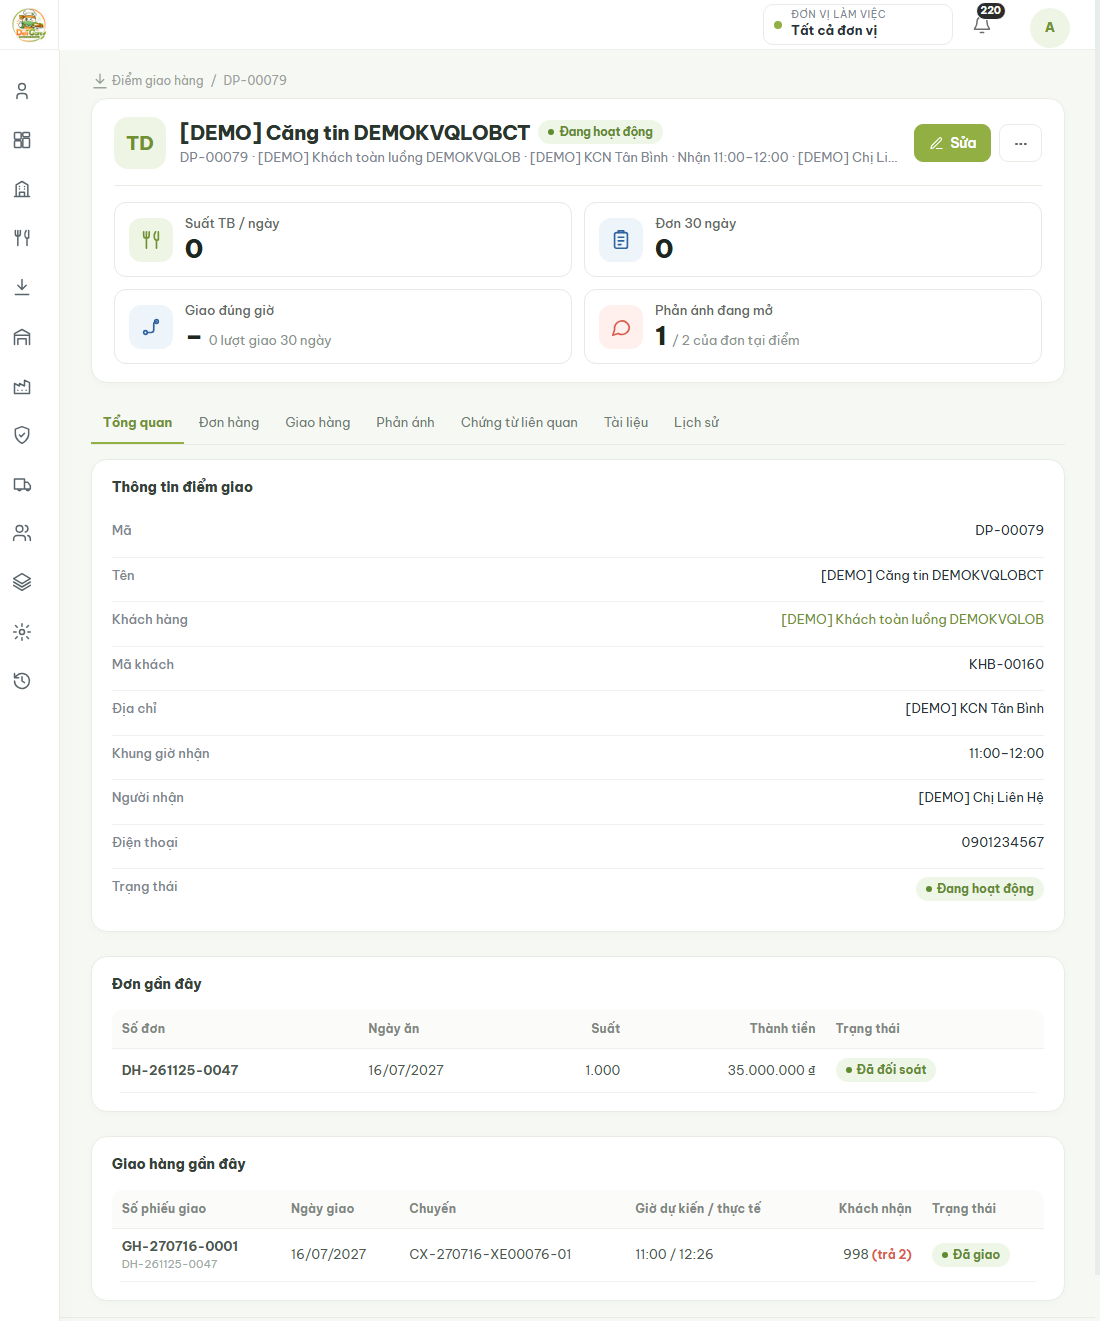 ĐƠN VỊ LÀM VIỆC
Tất cả đơn vị
220
A
Điểm giao hàng / DP-00079
TD
[DEMO] Căng tin DEMOKVQLOBCT
Đang hoạt động
DP-00079 · [DEMO] Khách toàn luồng DEMOKVQLOB · [DEMO] KCN Tân Bình · Nhận 11:00–12:00 · [DEMO] Chị Li...
Sửa
...
Suất TB / ngày
0
Đơn 30 ngày
0
Giao đúng giờ
– 0 lượt giao 30 ngày
Phản ánh đang mở
1 / 2 của đơn tại điểm
Tổng quan Đơn hàng Giao hàng Phản ánh Chứng từ liên quan Tài liệu Lịch sử
Thông tin điểm giao
Mã DP-00079
Tên [DEMO] Căng tin DEMOKVQLOBCT
Khách hàng [DEMO] Khách toàn luồng DEMOKVQLOB
Mã khách KHB-00160
Địa chỉ [DEMO] KCN Tân Bình
Khung giờ nhận 11:00–12:00
Người nhận [DEMO] Chị Liên Hệ
Điện thoại 0901234567
Trạng thái Đang hoạt động
Đơn gần đây
Số đơn Ngày ăn Suất Thành tiền Trạng thái
DH-261125-0047 16/07/2027 1.000 35.000.000 ₫ Đã đối soát
Giao hàng gần đây
Số phiếu giao Ngày giao Chuyến Giờ dự kiến / thực tế Khách nhận Trạng thái
GH-270716-0001 16/07/2027 CX-270716-XE00076-01 11:00 / 12:26 998 (trả 2) Đã giao
DH-261125-0047